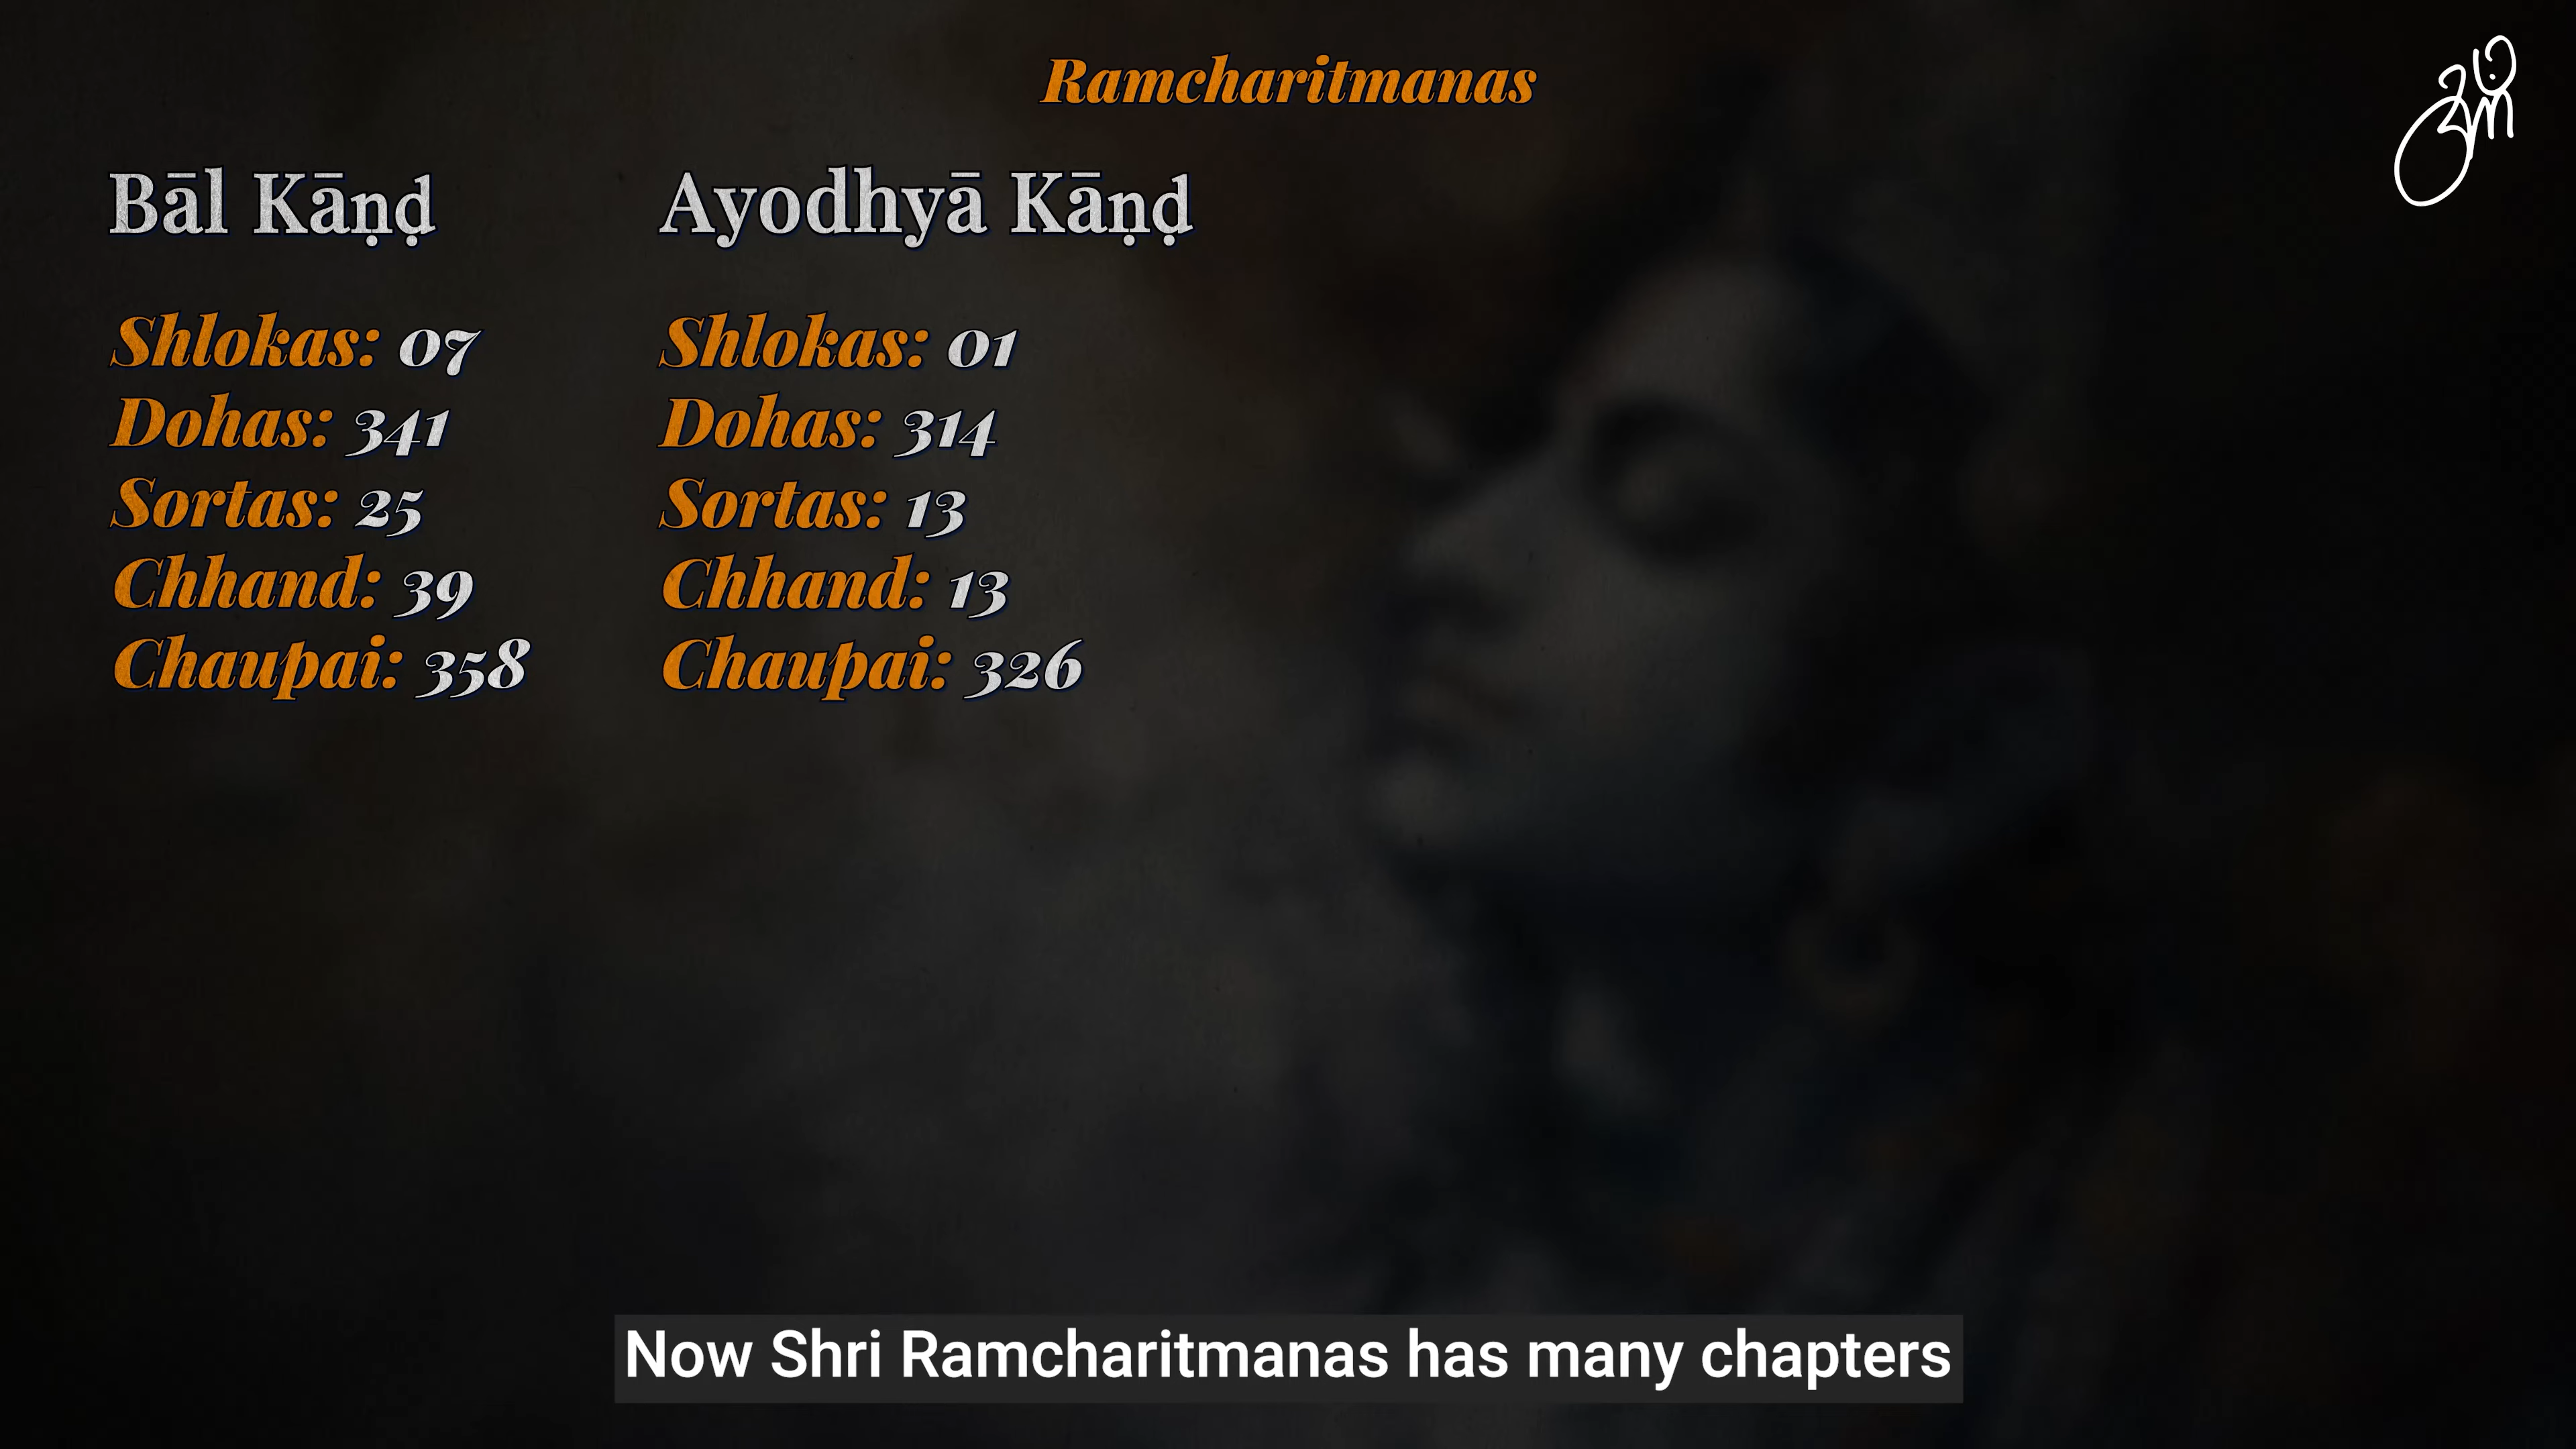 Ramcharitmanas
Bāl Kāṇḍ
Shlokas: 07
Dohas: 341
Sortas: 25
Chhand: 39
Chaupai: 358
Ayodhyā Kāṇḍ
Shlokas: 01
Dohas: 314
Sortas: 13
Chhand: 13
Chaupai: 326
Now Shri Ramcharitmanas has many chapters